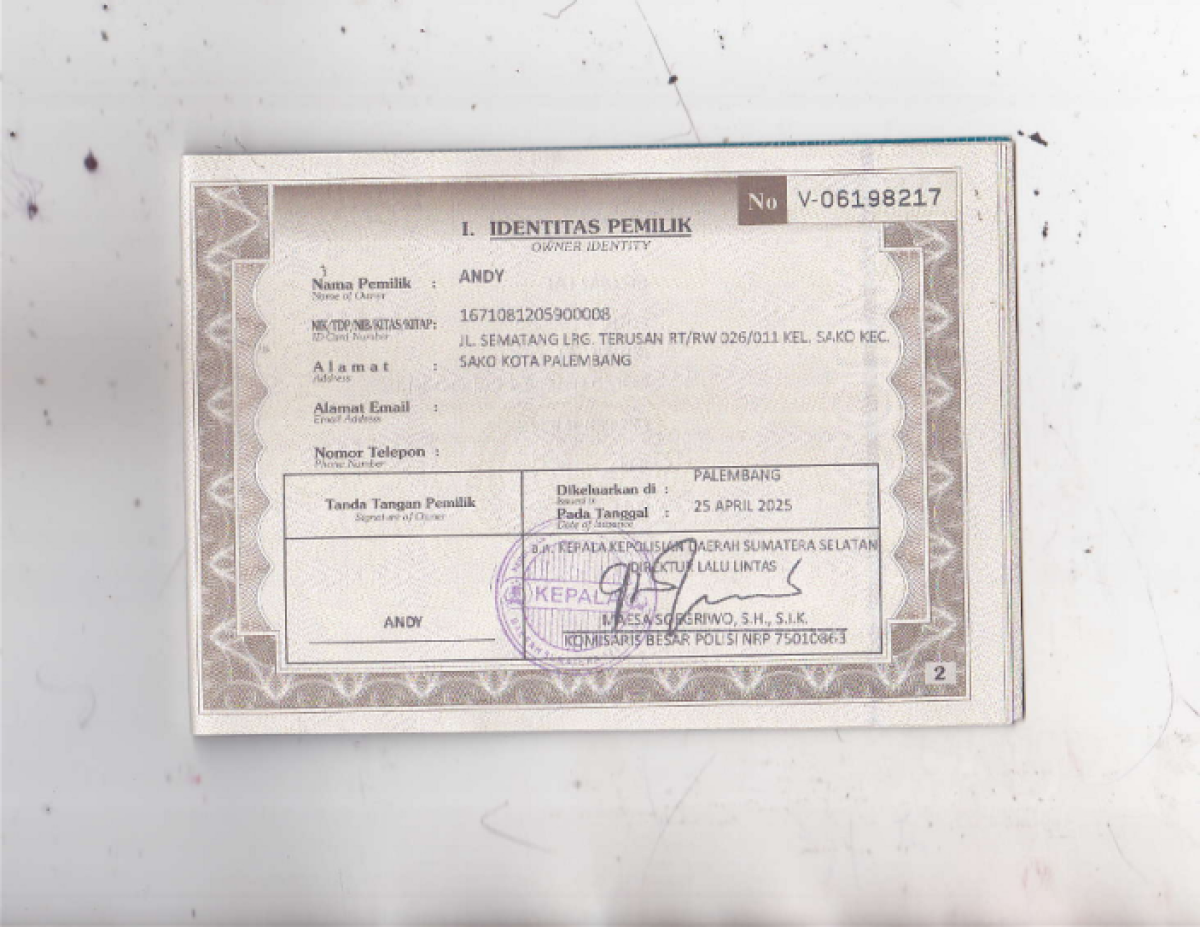 No V-06198217
I. IDENTITAS PEMILIK
OWNER IDENTITY
Nama Pemilik : ANDY
Name of Owner
NIK/TDP/NIB/KITAS/KITAP: 1671081205900008
ID Card Number
JL. SEMATANG LRG. TERUSAN RT/RW 026/011 KEL. SAKO KEC.
Alamat : SAKO KOTA PALEMBANG
Address
Alamat Email :
Email Address
Nomor Telepon :
Phone Number
Tanda Tangan Pemilik
Signature of Owner
Dikeluarkan di : PALEMBANG
Issued in
Pada Tanggal : 25 APRIL 2025
Date of Issuance
a.n. KEPALA KEPOLISIAN DAERAH SUMATERA SELATAN
DIREKTUR LALU LINTAS
KEPALA
ANDY
MAESA SOEGRIWO, S.H., S.I.K.
KOMISARIS BESAR POLISI NRP 75010863
2